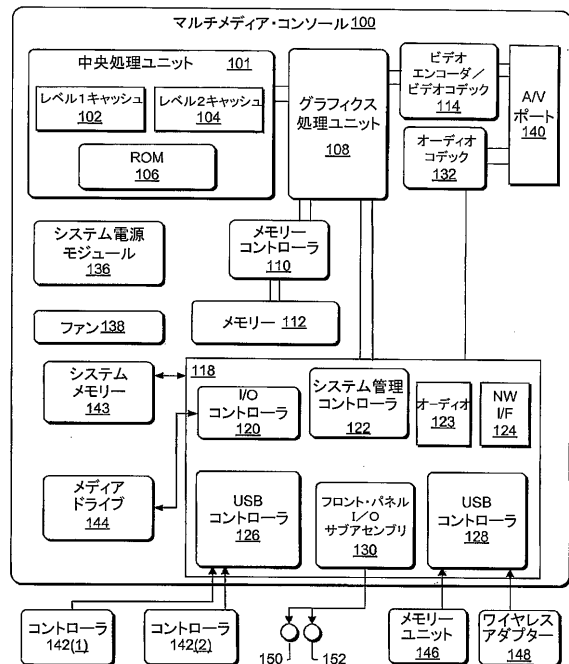 マルチメディア・コンソール 100
中央処理ユニット 101
レベル1キャッシュ
102
レベル2キャッシュ
104
ROM
106
グラフィクス
処理ユニット
108
ビデオ
エンコーダ/
ビデオコデック
114
オーディオ
コデック
132
A/V
ポート
140
システム電源
モジュール
136
メモリー
コントローラ
110
ファン 138
メモリー 112
システム
メモリー
143
118
I/O
コントローラ
120
システム管理
コントローラ
122
オーディオ
123
NW
I/F
124
メディア
ドライブ
144
USB
コントローラ
126
フロント・パネル
I/O
サブアセンブリ
130
USB
コントローラ
128
コントローラ
142(1)
コントローラ
142(2)
150
152
メモリー
ユニット
146
ワイヤレス
アダプター
148